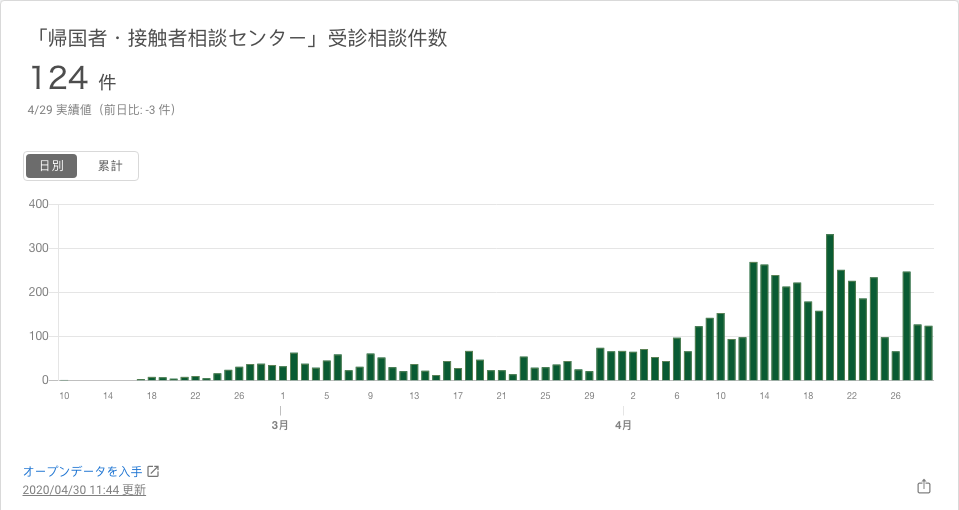 「帰国者・接触者相談センター」受診相談件数
124 件
4/29 実績値（前日比: -3 件）
日別 累計
400
300
200
100
0
10 14 18 22 26 1 5 9 13 17 21 25 29 2 6 10 14 18 22 26
3月 4月
オープンデータを入手
2020/04/30 11:44 更新